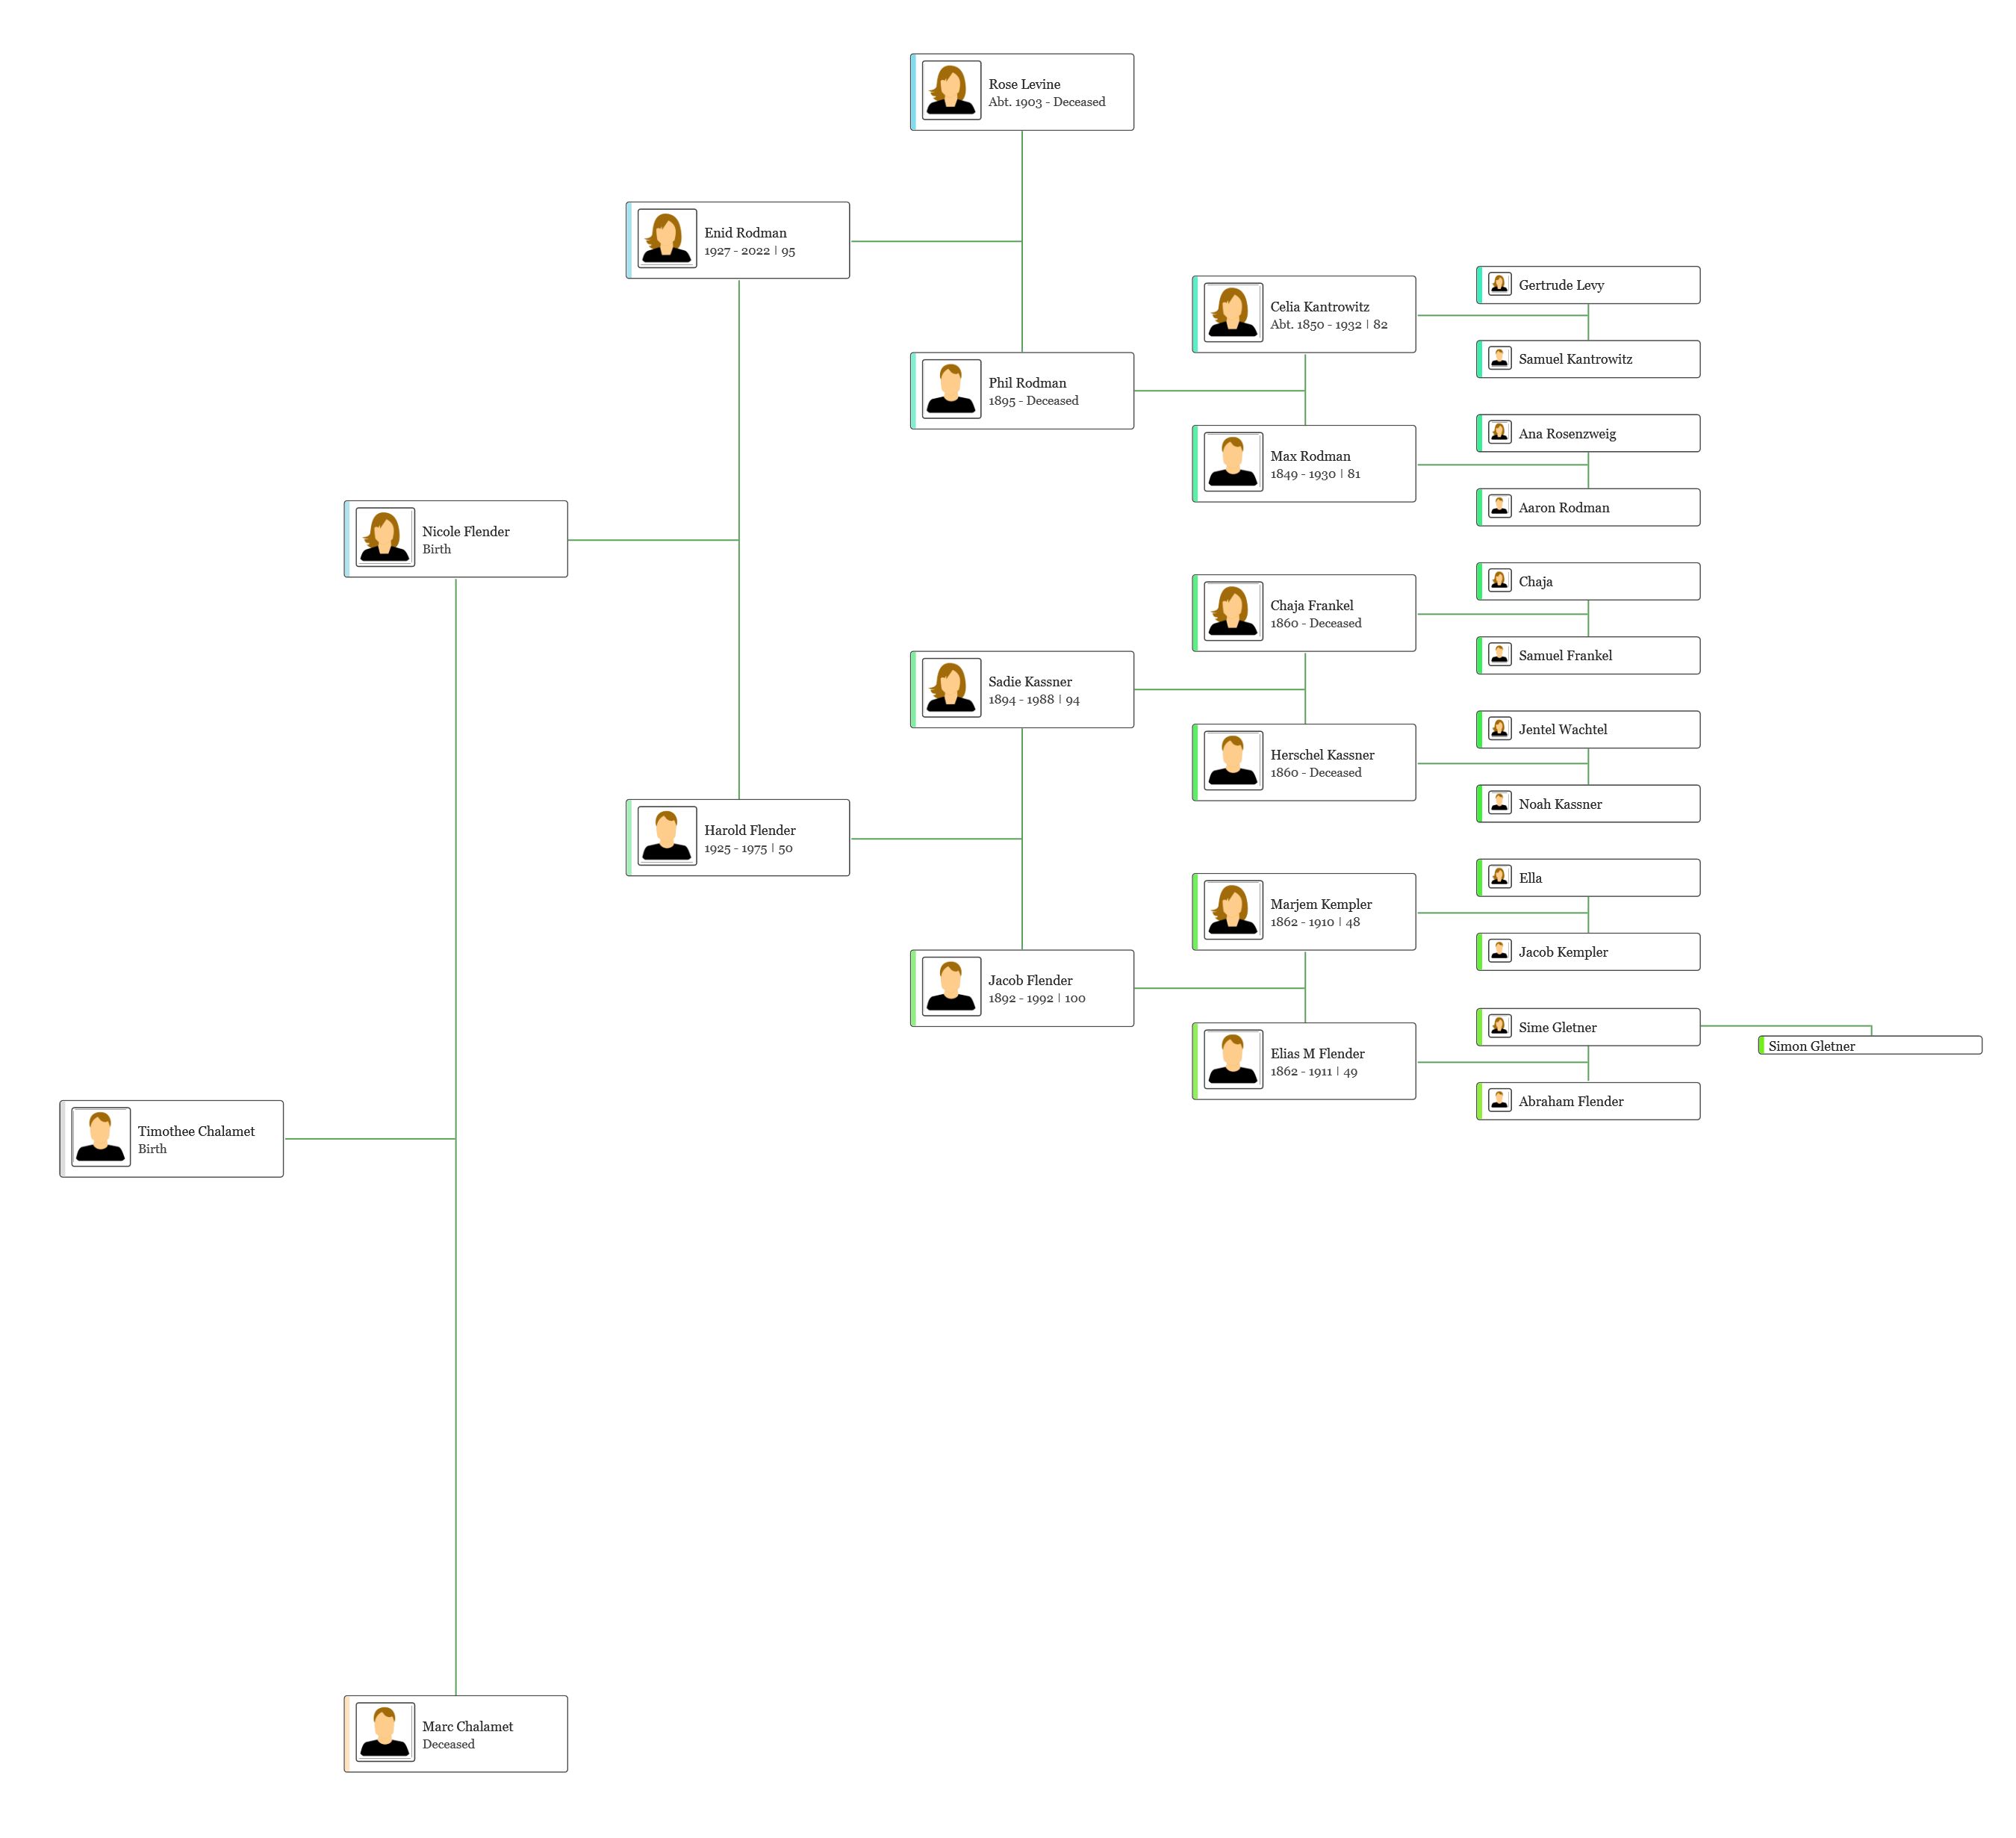 Rose Levine
Abt. 1903 - Deceased
Enid Rodman
1927 - 2022 | 95
Gertrude Levy
Celia Kantrowitz
Abt. 1850 - 1932 | 82
Samuel Kantrowitz
Phil Rodman
1895 - Deceased
Ana Rosenzweig
Max Rodman
1849 - 1930 | 81
Aaron Rodman
Nicole Flender
Birth
Chaja
Chaja Frankel
1860 - Deceased
Samuel Frankel
Sadie Kassner
1894 - 1988 | 94
Jentel Wachtel
Herschel Kassner
1860 - Deceased
Noah Kassner
Harold Flender
1925 - 1975 | 50
Ella
Marjem Kempler
1862 - 1910 | 48
Jacob Kempler
Jacob Flender
1892 - 1992 | 100
Sime Gletner
Simon Gletner
Elias M Flender
1862 - 1911 | 49
Abraham Flender
Timothee Chalamet
Birth
Marc Chalamet
Deceased